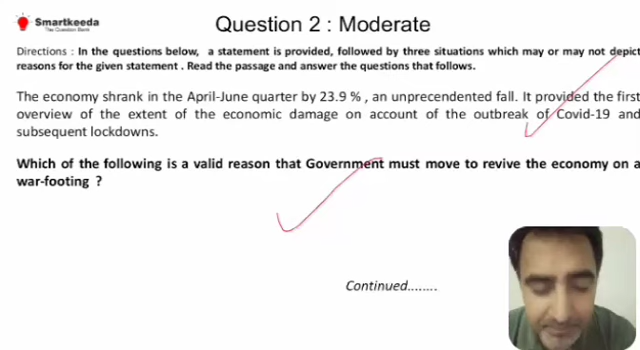 Smartkeeda
The Question Bank
Question 2 : Moderate
Directions : In the questions below, a statement is provided, followed by three situations which may or may not depict
reasons for the given statement . Read the passage and answer the questions that follows.
The economy shrank in the April-June quarter by 23.9 % , an unprecendented fall. It provided the first
overview of the extent of the economic damage on account of the outbreak of Covid-19 and
subsequent lockdowns.
Which of the following is a valid reason that Government must move to revive the economy on a
war-footing ?
Continued........